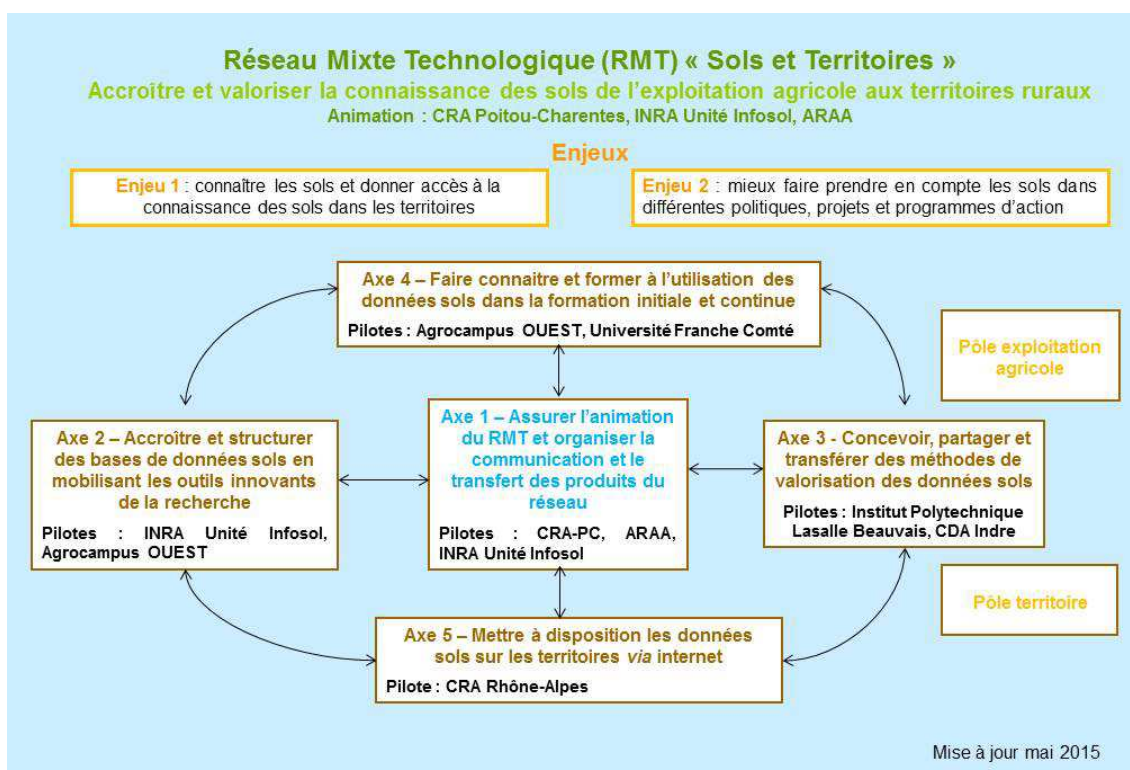 Réseau Mixte Technologique (RMT) « Sols et Territoires »
Accroître et valoriser la connaissance des sols de l'exploitation agricole aux territoires ruraux
Animation : CRA Poitou-Charentes, INRA Unité Infosol, ARAA
Enjeux
Enjeu 1 : connaître les sols et donner accès à la
connaissance des sols dans les territoires
Enjeu 2 : mieux faire prendre en compte les sols dans
différentes politiques, projets et programmes d'action
Axe 4 – Faire connaitre et former à l'utilisation des
données sols dans la formation initiale et continue
Pilotes : Agrocampus OUEST, Université Franche Comté
Pôle exploitation
agricole
Axe 2 – Accroître et structurer
des bases de données sols en
mobilisant les outils innovants
de la recherche
Pilotes : INRA Unité Infosol,
Agrocampus OUEST
Axe 1 – Assurer l'animation
du RMT et organiser la
communication et le
transfert des produits du
réseau
Pilotes : CRA-PC, ARAA,
INRA Unité Infosol
Axe 3 - Concevoir, partager et
transférer des méthodes de
valorisation des données sols
Pilotes : Institut Polytechnique
Lasalle Beauvais, CDA Indre
Pôle territoire
Axe 5 – Mettre à disposition les données
sols sur les territoires via internet
Pilote : CRA Rhône-Alpes
Mise à jour mai 2015